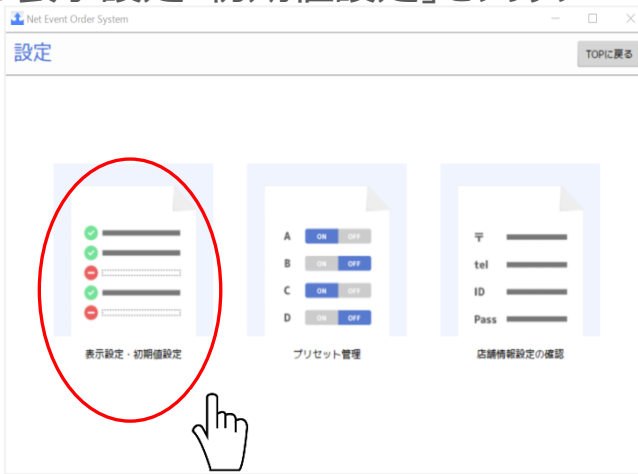 Net Event Order System
設定
TOPに戻る
A ON OFF
B ON OFF
C ON OFF
D ON OFF
〒
tel
ID
Pass
表示設定・初期値設定
プリセット管理
店舗情報設定の確認